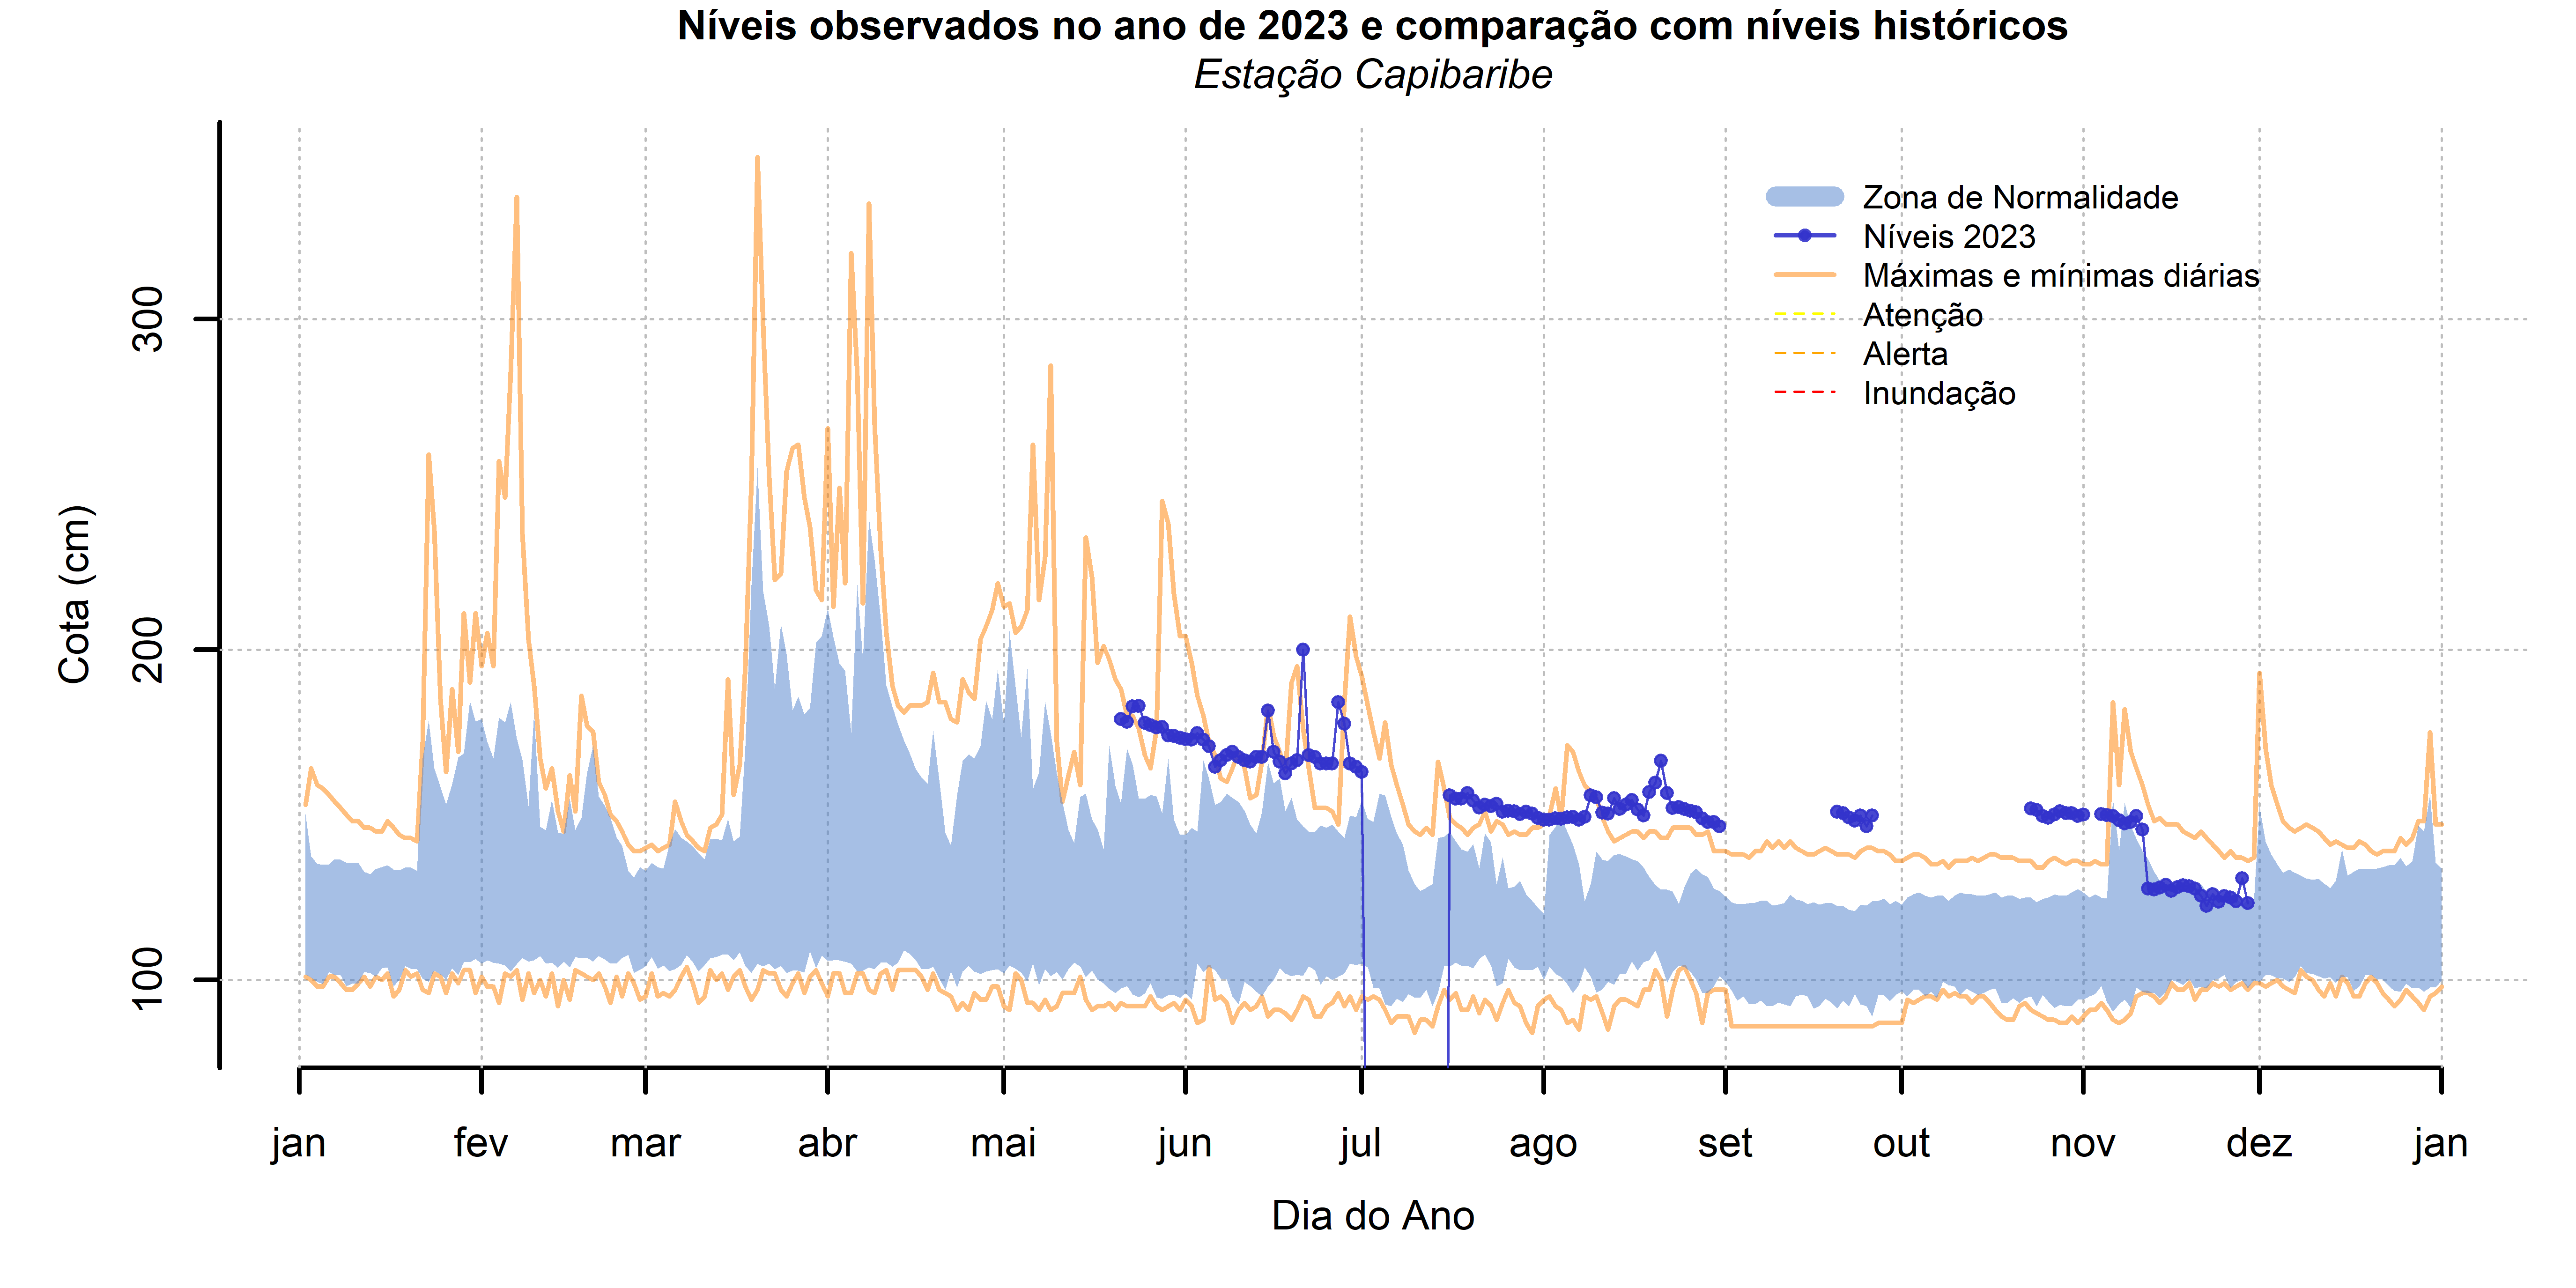 Níveis observados no ano de 2023 e comparação com níveis históricos
Estação Capibaribe
Zona de Normalidade
Níveis 2023
Máximas e mínimas diárias
Atenção
Alerta
Inundação
Cota (cm)
300
200
100
jan fev mar abr mai jun jul ago set out nov dez jan
Dia do Ano